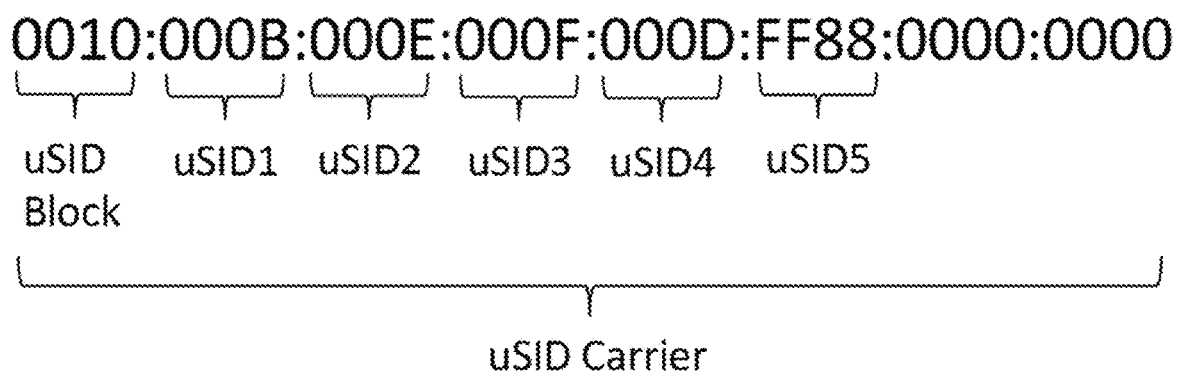 0010:000B:000E:000F:000D:FF88:0000:0000
uSID uSID1 uSID2 uSID3 uSID4 uSID5
Block
uSID Carrier